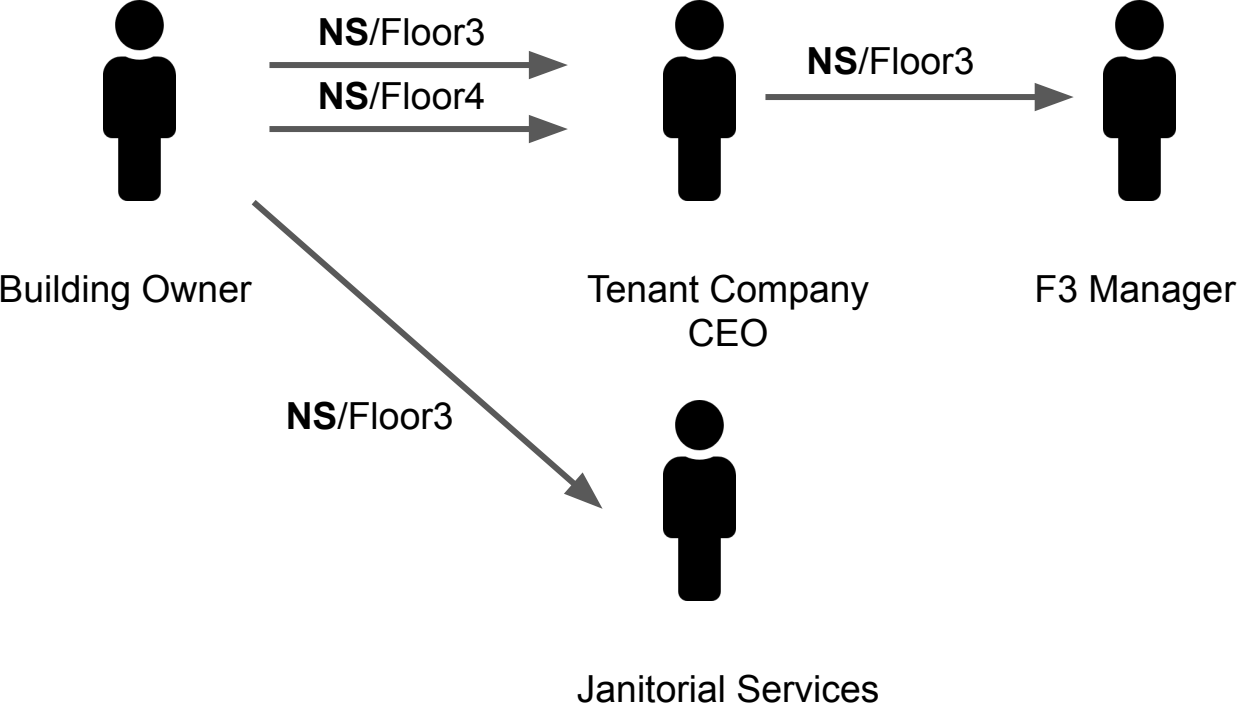 NS/Floor3
NS/Floor4
NS/Floor3
Building Owner
Tenant Company
CEO
F3 Manager
NS/Floor3
Janitorial Services